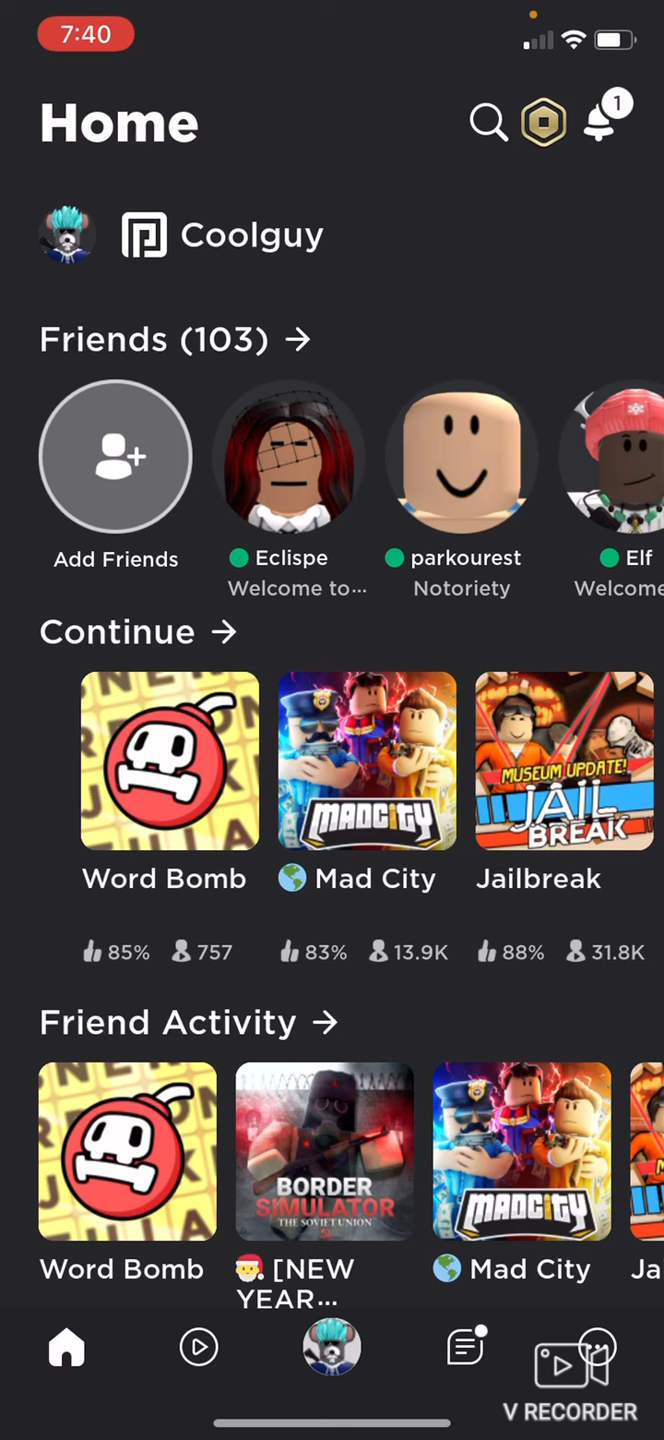 7:40
Home
1
Coolguy
Friends (103) →
Add Friends
Eclispe
Welcome to...
parkourest
Notoriety
Elf
Welcome
Continue →
MADCITY
MUSEUM UPDATE!
JAIL
BREAK
Word Bomb
Mad City
Jailbreak
85% 757
83% 13.9K
88% 31.8K
Friend Activity →
BORDER
SIMULATOR
THE SOVIET UNION
MADCITY
Word Bomb
[NEW
YEAR...
Mad City
Ja
V RECORDER